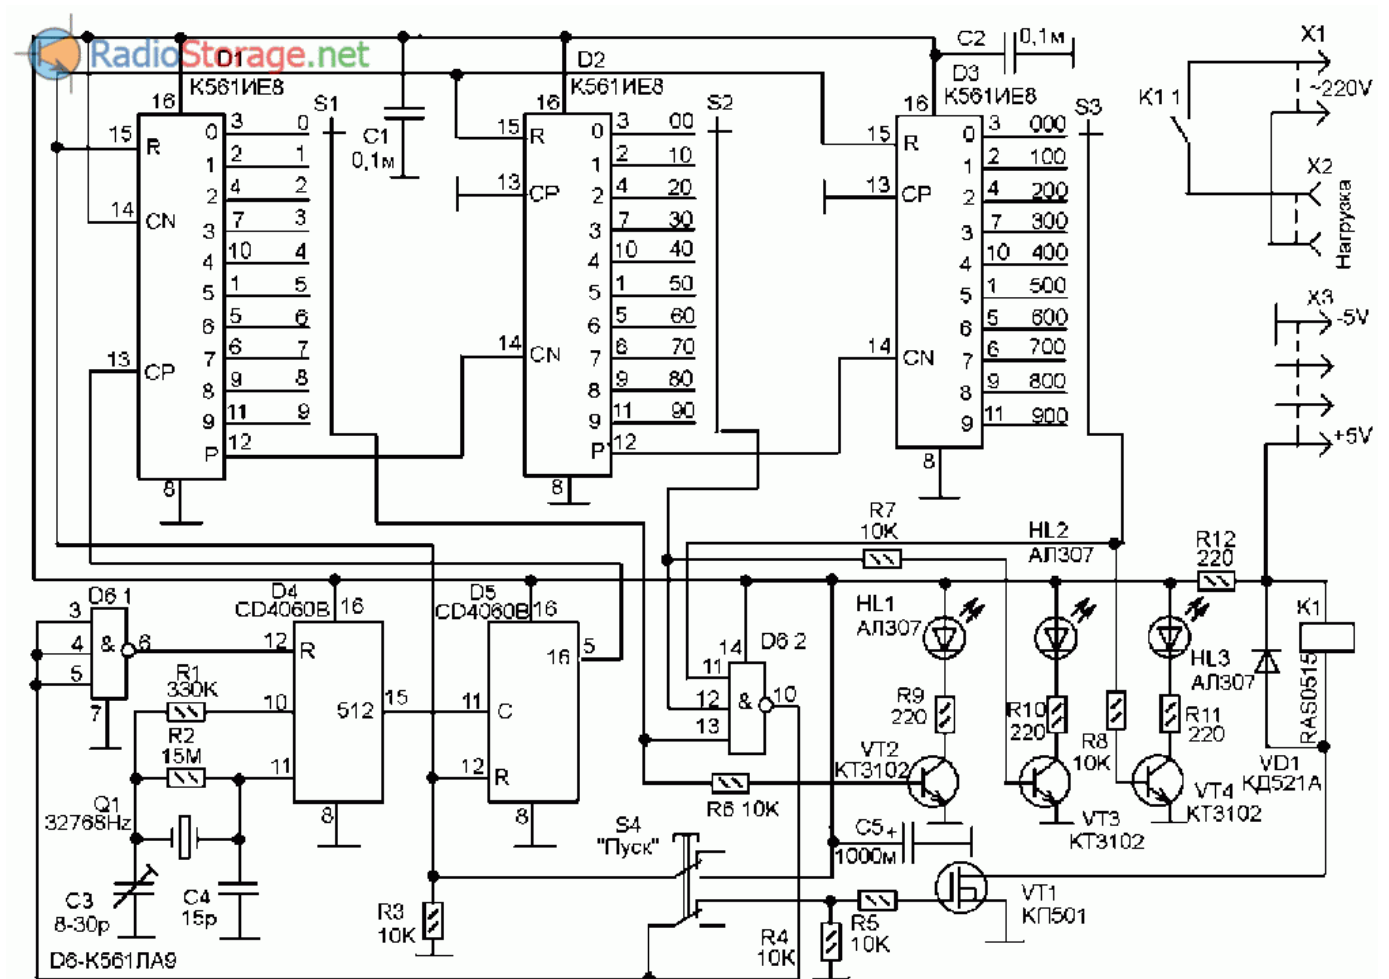 RadioStorage.net
D1
К561ИЕ8
16
15
R
14
CN
13
CP
0
3
0
1
2
1
2
4
2
3
7
3
4
10
4
5
1
5
6
5
6
7
6
7
8
9
8
9
11
9
P
12
8
S1
C1
0,1м
D2
К561ИЕ8
16
15
R
13
CP
14
CN
0
3
00
1
2
10
2
4
20
3
7
30
4
10
40
5
1
50
6
5
60
7
6
70
8
9
80
9
11
90
P
12
8
S2
C2
0,1м
D3
К561ИЕ8
16
15
R
13
CP
14
CN
0
3
000
1
2
100
2
4
200
3
7
300
4
10
400
5
1
500
6
5
600
7
6
700
8
9
800
9
11
900
8
S3
X1
~220V
K1 1
X2
Нагрузка
X3
-5V
+5V
R7
10K
HL2
АЛ307
R12
220
D6 1
3
4
5
&
6
7
D4
CD4060B
16
12
R
10
11
512
15
8
D5
CD4060B
16
16
5
11
C
12
R
8
R1
330K
R2
15M
Q1
32768Hz
C3
8-30p
C4
15p
D6-К561ЛА9
R3
10K
S4
"Пуск"
D6 2
14
11
12
13
&
10
R6 10K
HL1
АЛ307
R9
220
VT2
КТ3102
R10
220
R8
10K
VT3
КТ3102
HL3
АЛ307
R11
220
VT4
КТ3102
K1
RAS0515
VD1
КД521А
C5
+
1000м
R4
10K
R5
10K
VT1
КП501